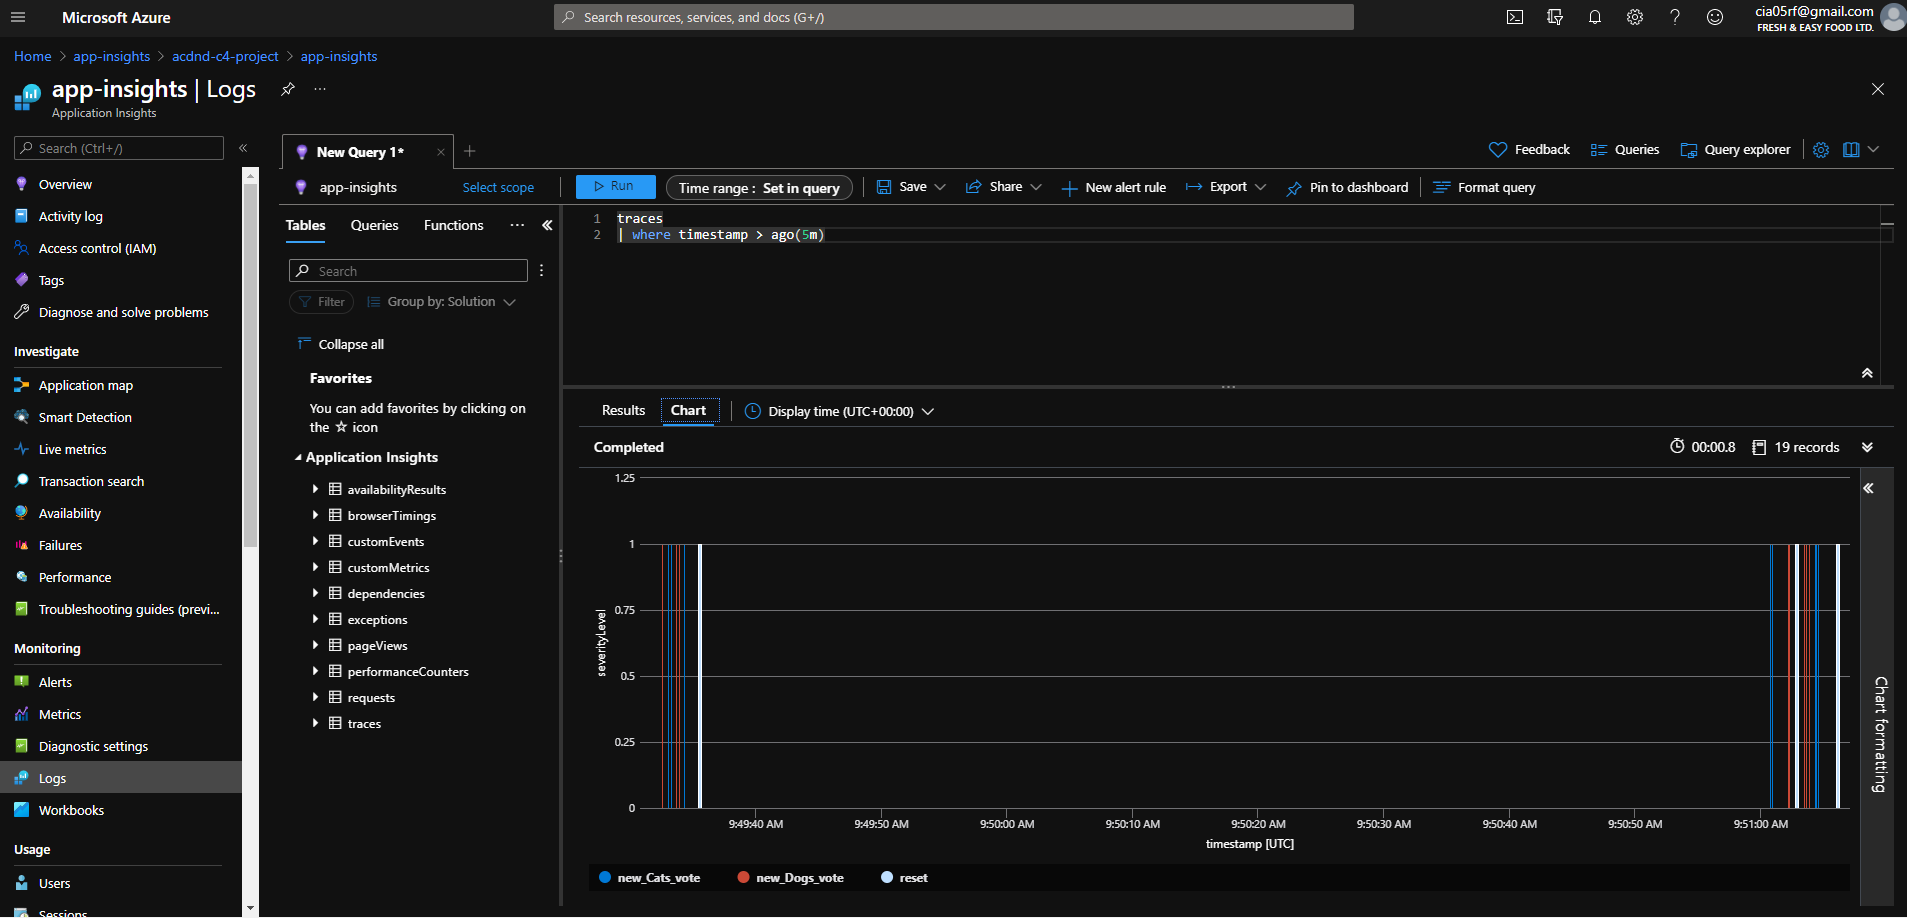 Microsoft Azure
Search resources, services, and docs (G+/)
cia05rf@gmail.com
FRESH & EASY FOOD LTD.
Home > app-insights > acdnd-c4-project > app-insights
app-insights | Logs
Application Insights
Search (Ctrl+/)
Overview
Activity log
Access control (IAM)
Tags
Diagnose and solve problems
Investigate
Application map
Smart Detection
Live metrics
Transaction search
Availability
Failures
Performance
Troubleshooting guides (previ...
Monitoring
Alerts
Metrics
Diagnostic settings
Logs
Workbooks
Usage
Users
Sessions
New Query 1*
Feedback
Queries
Query explorer
app-insights
Select scope
Run
Time range : Set in query
Save
Share
New alert rule
Export
Pin to dashboard
Format query
Tables
Queries
Functions
Search
Filter
Group by: Solution
Collapse all
Favorites
You can add favorites by clicking on
the ☆ icon
Application Insights
availabilityResults
browserTimings
customEvents
customMetrics
dependencies
exceptions
pageViews
performanceCounters
requests
traces
1 traces
2 | where timestamp > ago(5m)
Results
Chart
Display time (UTC+00:00)
Completed
00:00.8
19 records
1.25
1
0.75
0.5
0.25
0
severityLevel
9:49:40 AM
9:49:50 AM
9:50:00 AM
9:50:10 AM
9:50:20 AM
9:50:30 AM
9:50:40 AM
9:50:50 AM
9:51:00 AM
timestamp [UTC]
new_Cats_vote
new_Dogs_vote
reset
Chart formatting